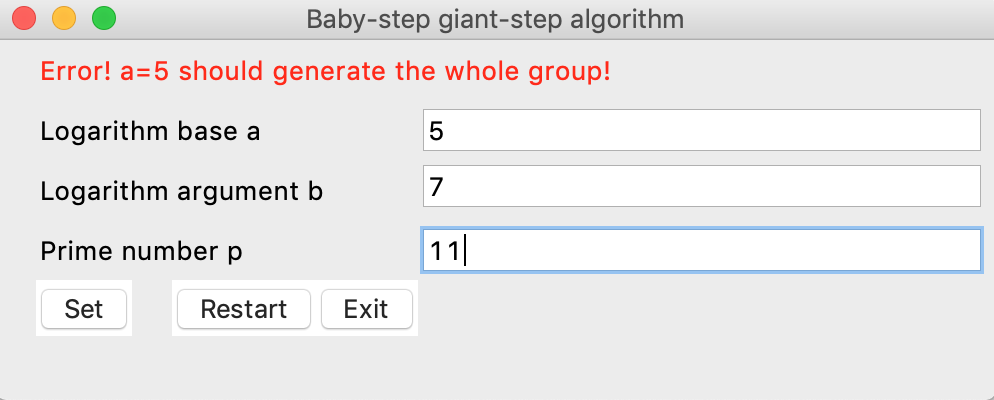 Baby-step giant-step algorithm
Error! a=5 should generate the whole group!
Logarithm base a 5
Logarithm argument b 7
Prime number p 11
Set Restart Exit